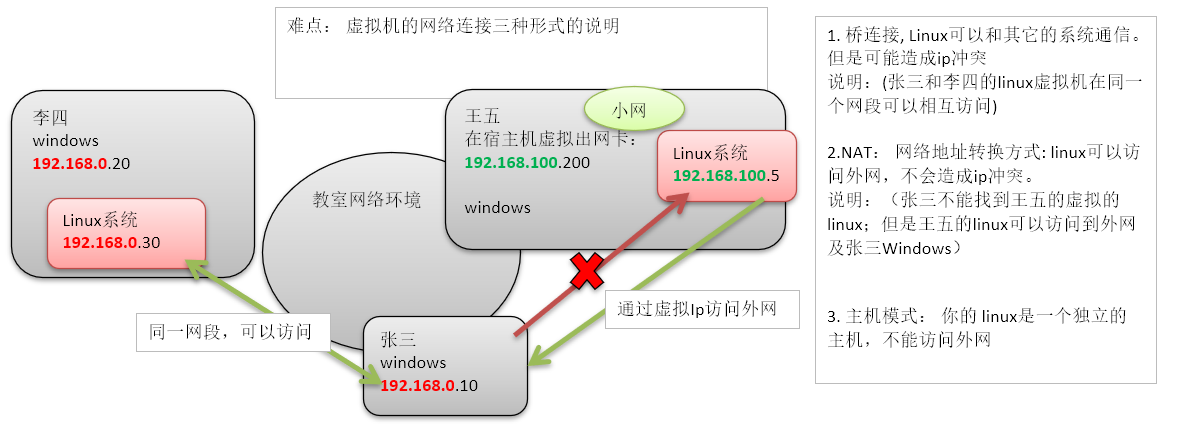 难点： 虚拟机的网络连接三种形式的说明
李四
windows
192.168.0.20
Linux系统
192.168.0.30
教室网络环境
王五
在宿主机虚拟出网卡：
192.168.100.200
windows
小网
Linux系统
192.168.100.5
同一网段，可以访问
张三
windows
192.168.0.10
通过虚拟Ip访问外网
1. 桥连接, Linux可以和其它的系统通信。
但是可能造成ip冲突
说明：(张三和李四的linux虚拟机在同一
个网段可以相互访问)
2.NAT： 网络地址转换方式: linux可以访
问外网，不会造成ip冲突。
说明：（张三不能找到王五的虚拟的
linux；但是王五的linux可以访问到外网
及张三Windows）
3. 主机模式： 你的 linux是一个独立的
主机，不能访问外网